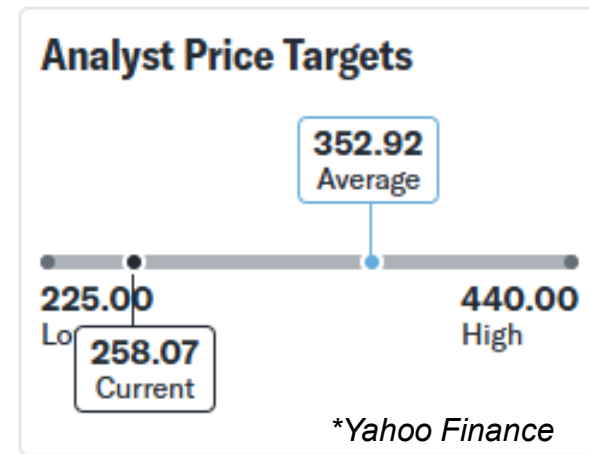 Analyst Price Targets
352.92
Average
225.00
440.00
Lo
High
258.07
Current
*Yahoo Finance